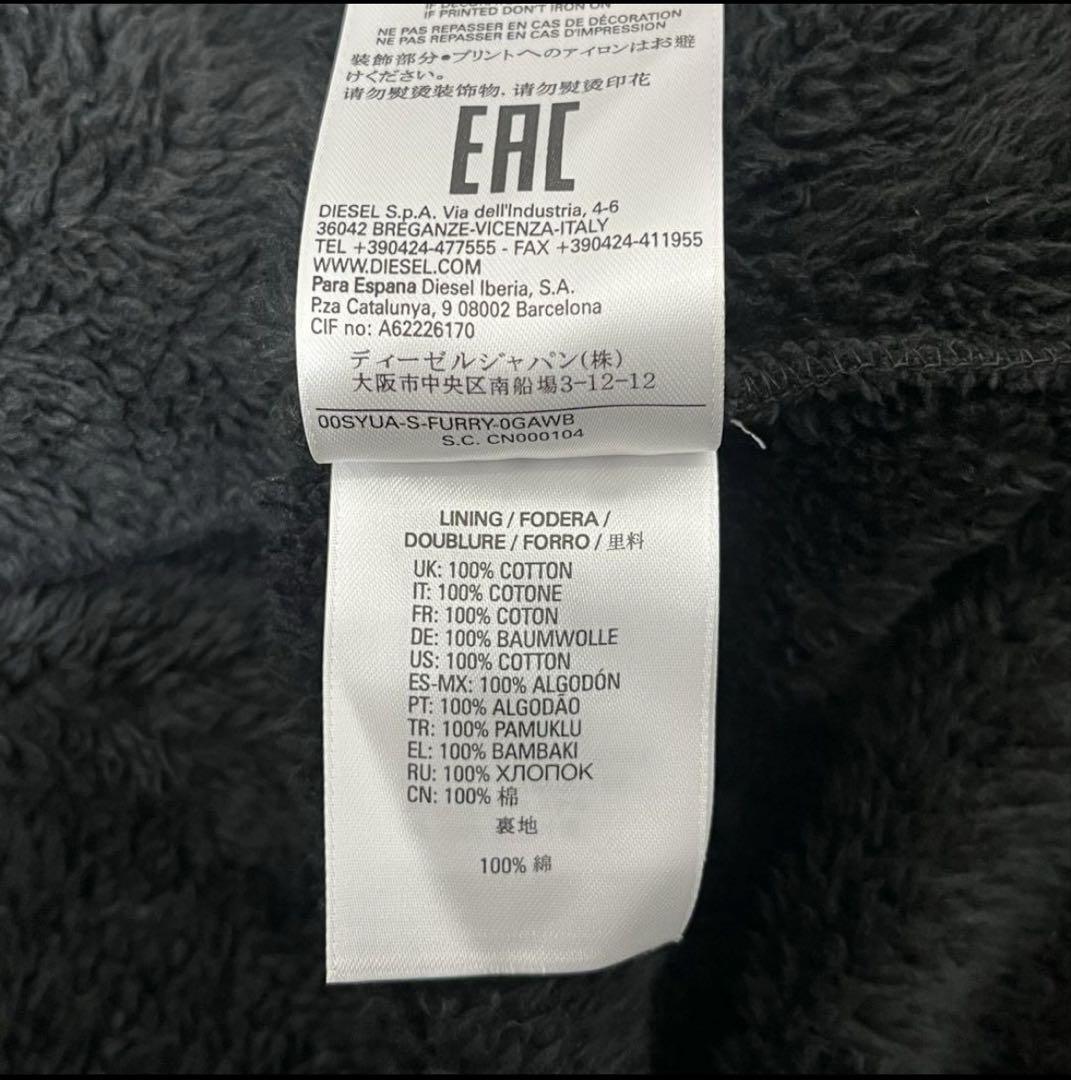 IF PRINTED DON'T IRON ON
NE PAS REPASSER EN CAS DE DÉCORATION
NE PAS REPASSER EN CAS D'IMPRESSION
装飾部分•プリントへのアイロンはお避
けください。
请勿熨烫装饰物, 请勿熨烫印花
EAC
DIESEL S.p.A. Via dell'Industria, 4-6
36042 BREGANZE-VICENZA-ITALY
TEL +390424-477555 - FAX +390424-411955
WWW.DIESEL.COM
Para Espana Diesel Iberia, S.A.
P.za Catalunya, 9 08002 Barcelona
CIF no: A62226170
ディーゼルジャパン(株)
大阪市中央区南船場3-12-12
00SYUA-S-FURRY-0GAWB
S.C. CN000104
LINING / FODERA /
DOUBLURE / FORRO / 里料
UK: 100% COTTON
IT: 100% COTONE
FR: 100% COTON
DE: 100% BAUMWOLLE
US: 100% COTTON
ES-MX: 100% ALGODÓN
PT: 100% ALGODÃO
TR: 100% PAMUKLU
EL: 100% BAMBAKI
RU: 100% ХЛОПОК
CN: 100% 棉
裏地
100% 綿